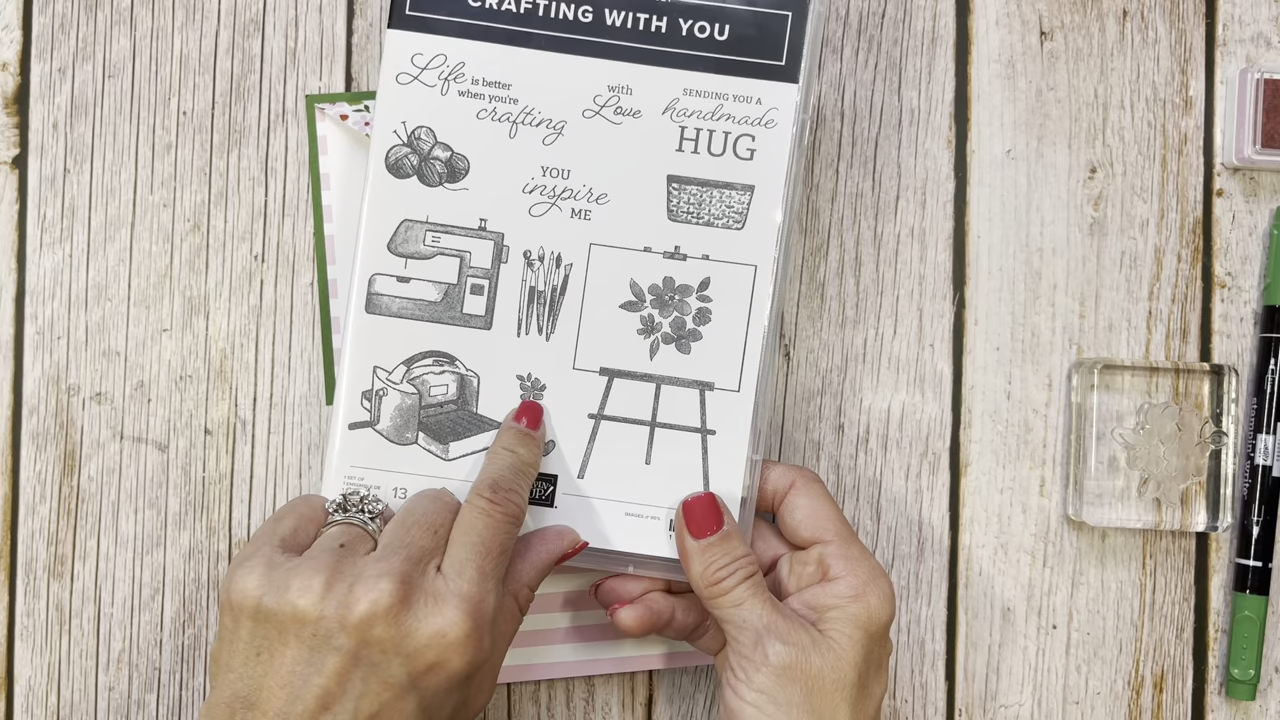 CRAFTING WITH YOU
Life is better
when you're
crafting
with
Love
SENDING YOU A
handmade
HUG
YOU
inspire
ME
13
stampin' write